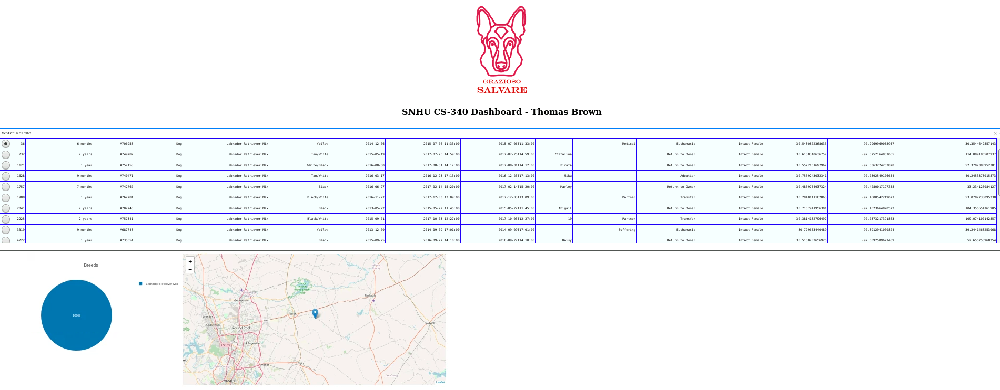 GRAZIOSO
SALVARE
SNHU CS-340 Dashboard - Thomas Brown
Water Rescue ×
36 6 months A706953 Dog Labrador Retriever Mix Yellow 2014-12-06 2015-07-06 11:33:00 2015-07-06T11:33:00 Medical Euthanasia Intact Female 30.5480802368633 -97.2969969058957 30.3544642857143
732 2 years A749782 Dog Labrador Retriever Mix Tan/White 2015-05-19 2017-07-25 14:59:00 2017-07-25T14:59:00 *Catalina Return to Owner Intact Female 30.6138310636757 -97.5752164857665 114.089186507937
1121 1 year A757158 Dog Labrador Retriever Mix White/Black 2016-08-30 2017-08-31 14:12:00 2017-08-31T14:12:00 Pirata Return to Owner Intact Female 30.5572161697962 -97.5363224263878 52.3702380952381
1628 9 months A740471 Dog Labrador Retriever Mix Tan/White 2016-03-17 2016-12-23 17:13:00 2016-12-23T17:13:00 Mika Adoption Intact Female 30.7569243032341 -97.7392549176654 40.2453373015873
1757 7 months A742767 Dog Labrador Retriever Mix Black 2016-06-27 2017-02-14 15:20:00 2017-02-14T15:20:00 Marley Return to Owner Intact Female 30.4869754937324 -97.4280017197358 33.234126984127
1988 1 year A762781 Dog Labrador Retriever Mix Black/White 2016-11-27 2017-12-03 13:09:00 2017-12-03T13:09:00 Partner Transfer Intact Female 30.2840111162863 -97.4600542219677 53.0782738095238
2041 2 years A702745 Dog Labrador Retriever Mix Black 2013-05-22 2015-05-22 11:45:00 2015-05-22T11:45:00 Abigail Return to Owner Intact Female 30.7157941956301 -97.4523664870572 104.355654761905
2225 2 years A757341 Dog Labrador Retriever Mix Black/White 2015-09-01 2017-10-03 12:27:00 2017-10-03T12:27:00 19 Partner Transfer Intact Female 30.3814182796497 -97.7373217391863 109.074107142857
3319 9 months A687748 Dog Labrador Retriever Mix Yellow 2013-12-09 2014-09-09 17:01:00 2014-09-09T17:01:00 Suffering Euthanasia Intact Female 30.729653440489 -97.3912941009824 39.2441468253968
4222 1 year A735551 Dog Labrador Retriever Mix Black 2015-09-25 2016-09-27 14:10:00 2016-09-27T14:10:00 Daisy Return to Owner Intact Female 30.5150703656925 -97.6092589677489 52.655753968254
Breeds
Labrador Retriever Mix
100%
+
−
Milam
County
Granger
Wildlife
Management
Area
Williamson
County
Georgetown
Rockdale
Leander
Taylor
Hutto
Cedar Park
Caldwell
Round Rock
Pflugerville
US 183
Elgin
Manor
Travis County
Lee County
Austin
Leaflet